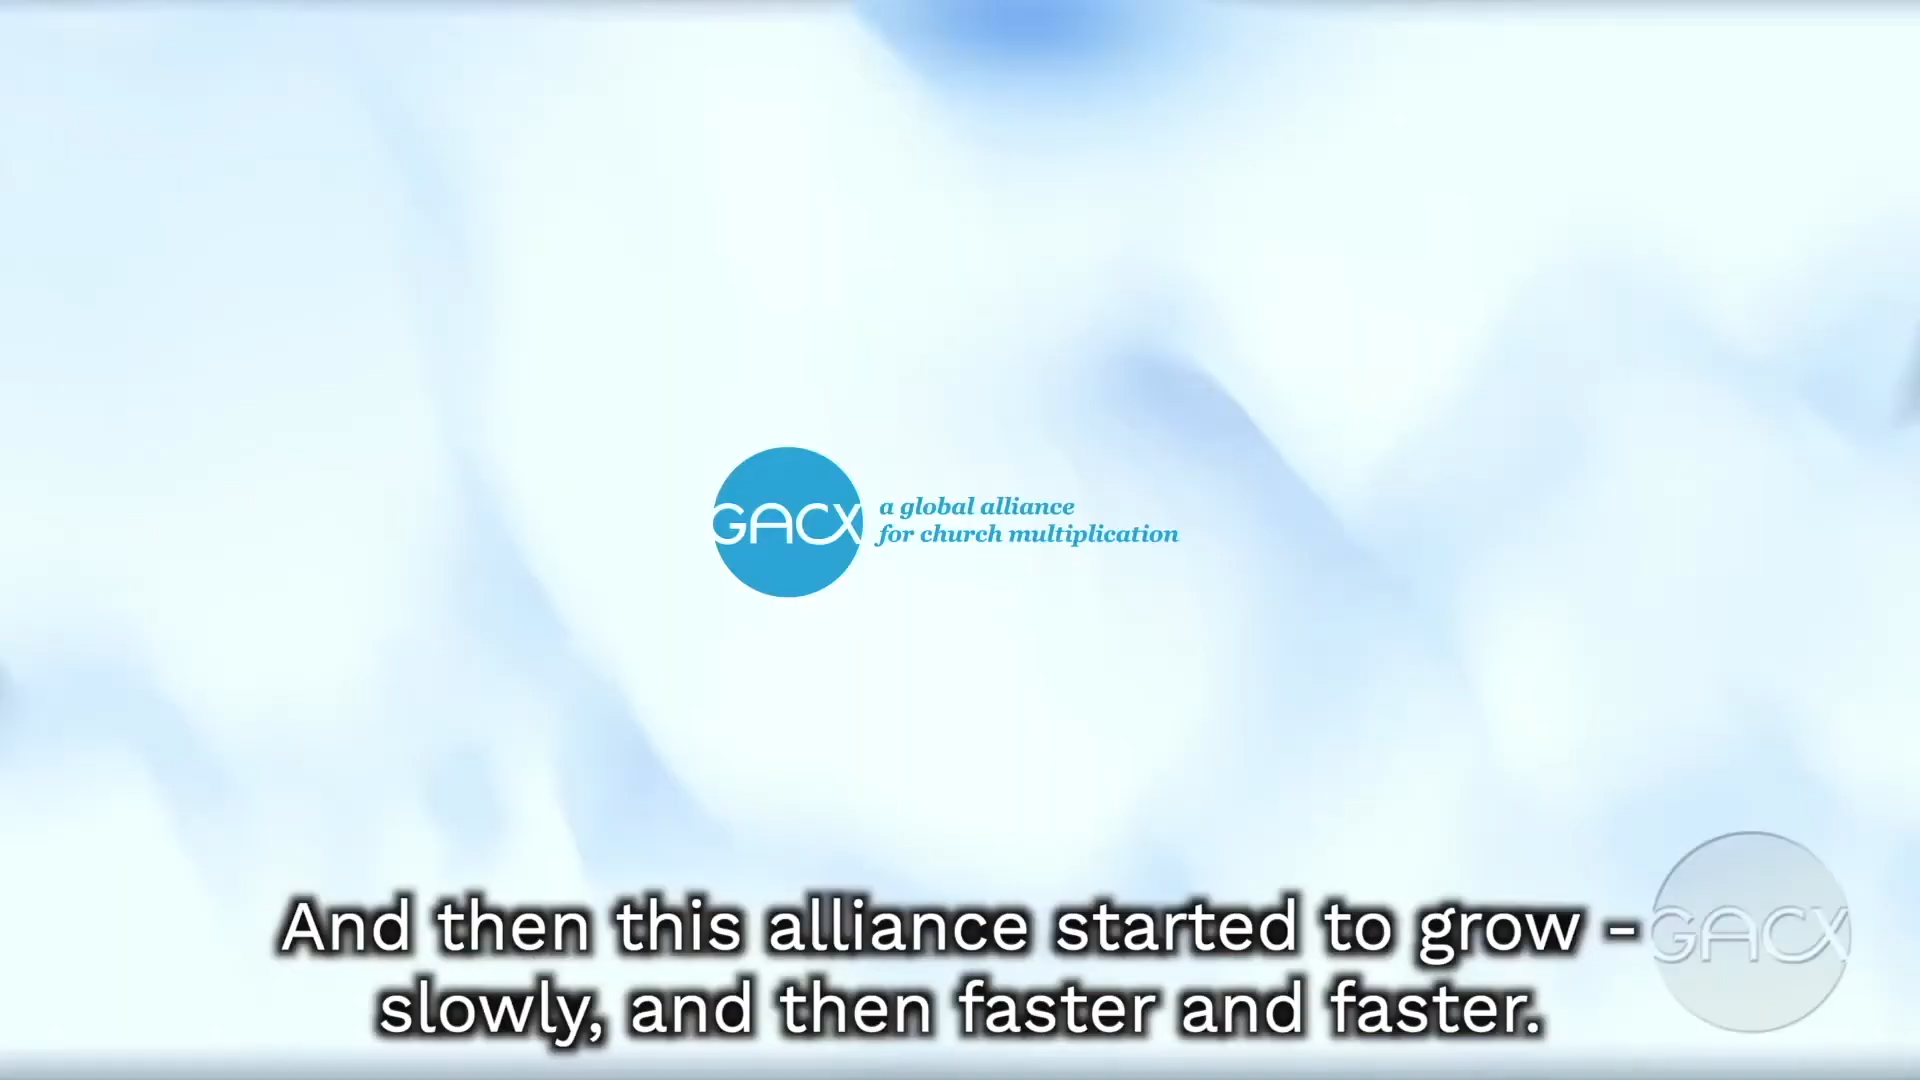 GACX
a global alliance
for church multiplication
And then this alliance started to grow -
slowly, and then faster and faster.
GACX